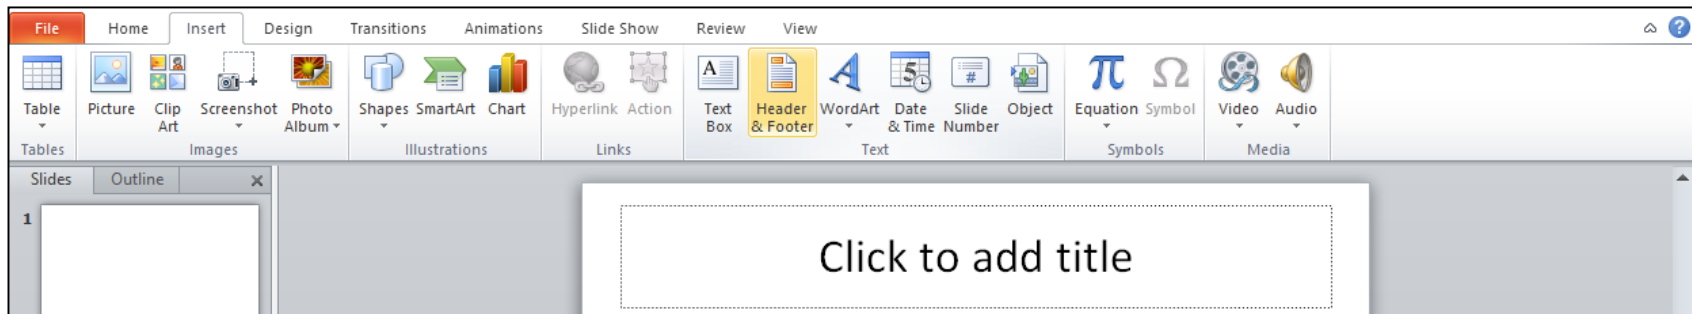 File Home Insert Design Transitions Animations Slide Show Review View
Table Picture Clip Art Screenshot Photo Album Shapes SmartArt Chart Hyperlink Action Text Box Header & Footer WordArt Date & Time Slide Number Object Equation Symbol Video Audio
Tables Images Illustrations Links Text Symbols Media
Slides Outline
1
Click to add title